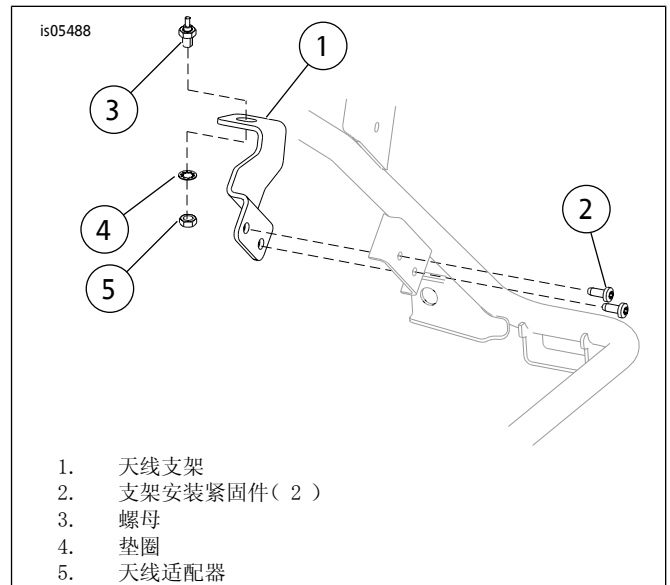 is05488
1
3
2
4
5
1. 天线支架
2. 支架安装紧固件( 2 )
3. 螺母
4. 垫圈
5. 天线适配器